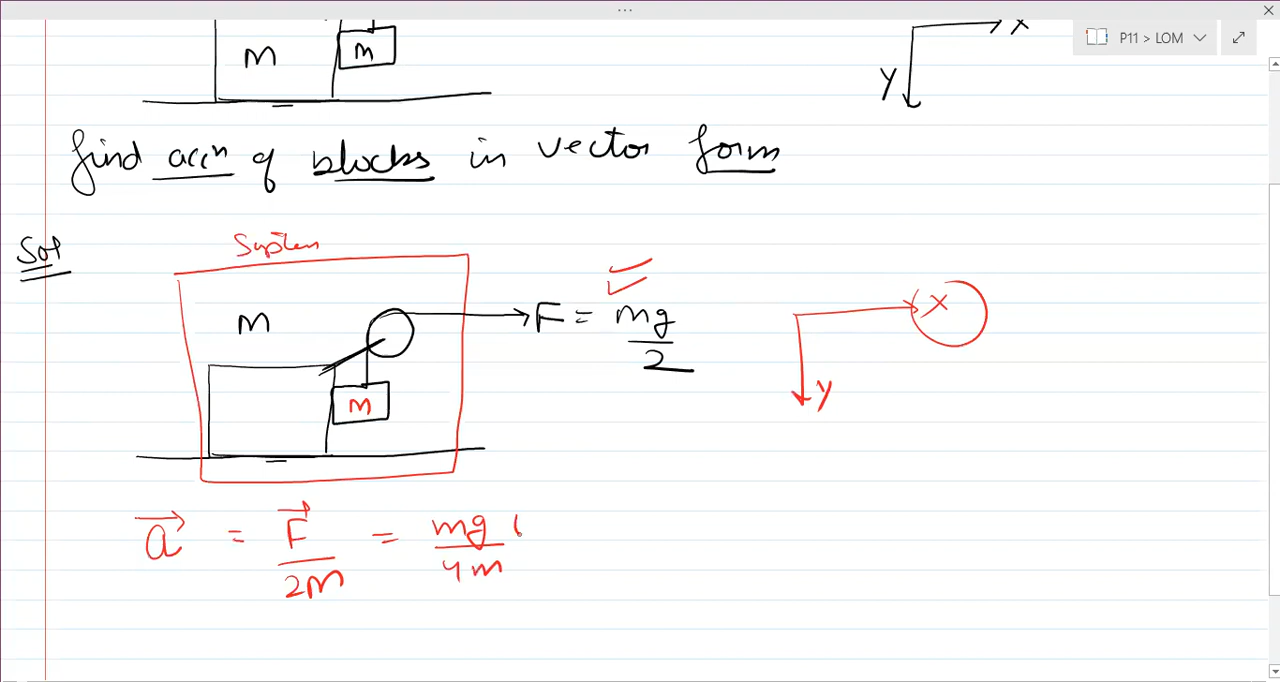 ...
m m x
y
P11 > LOM
find accn of blocks in vector form
Sol
System
m F = mg/2 x
m y
a = F/2m = mg/4m (